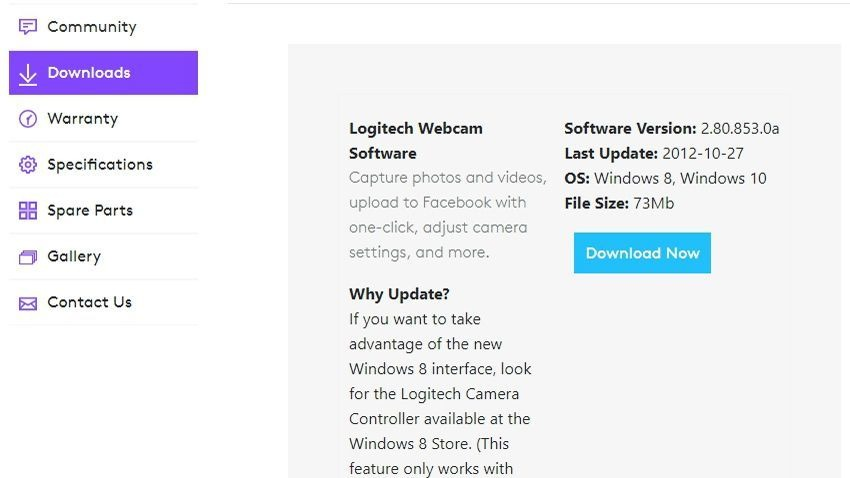 Community
Downloads
Warranty
Specifications
Spare Parts
Gallery
Contact Us
Logitech Webcam
Software
Capture photos and videos,
upload to Facebook with
one-click, adjust camera
settings, and more.
Why Update?
If you want to take
advantage of the new
Windows 8 interface, look
for the Logitech Camera
Controller available at the
Windows 8 Store. (This
feature only works with
Software Version: 2.80.853.0a
Last Update: 2012-10-27
OS: Windows 8, Windows 10
File Size: 73Mb
Download Now